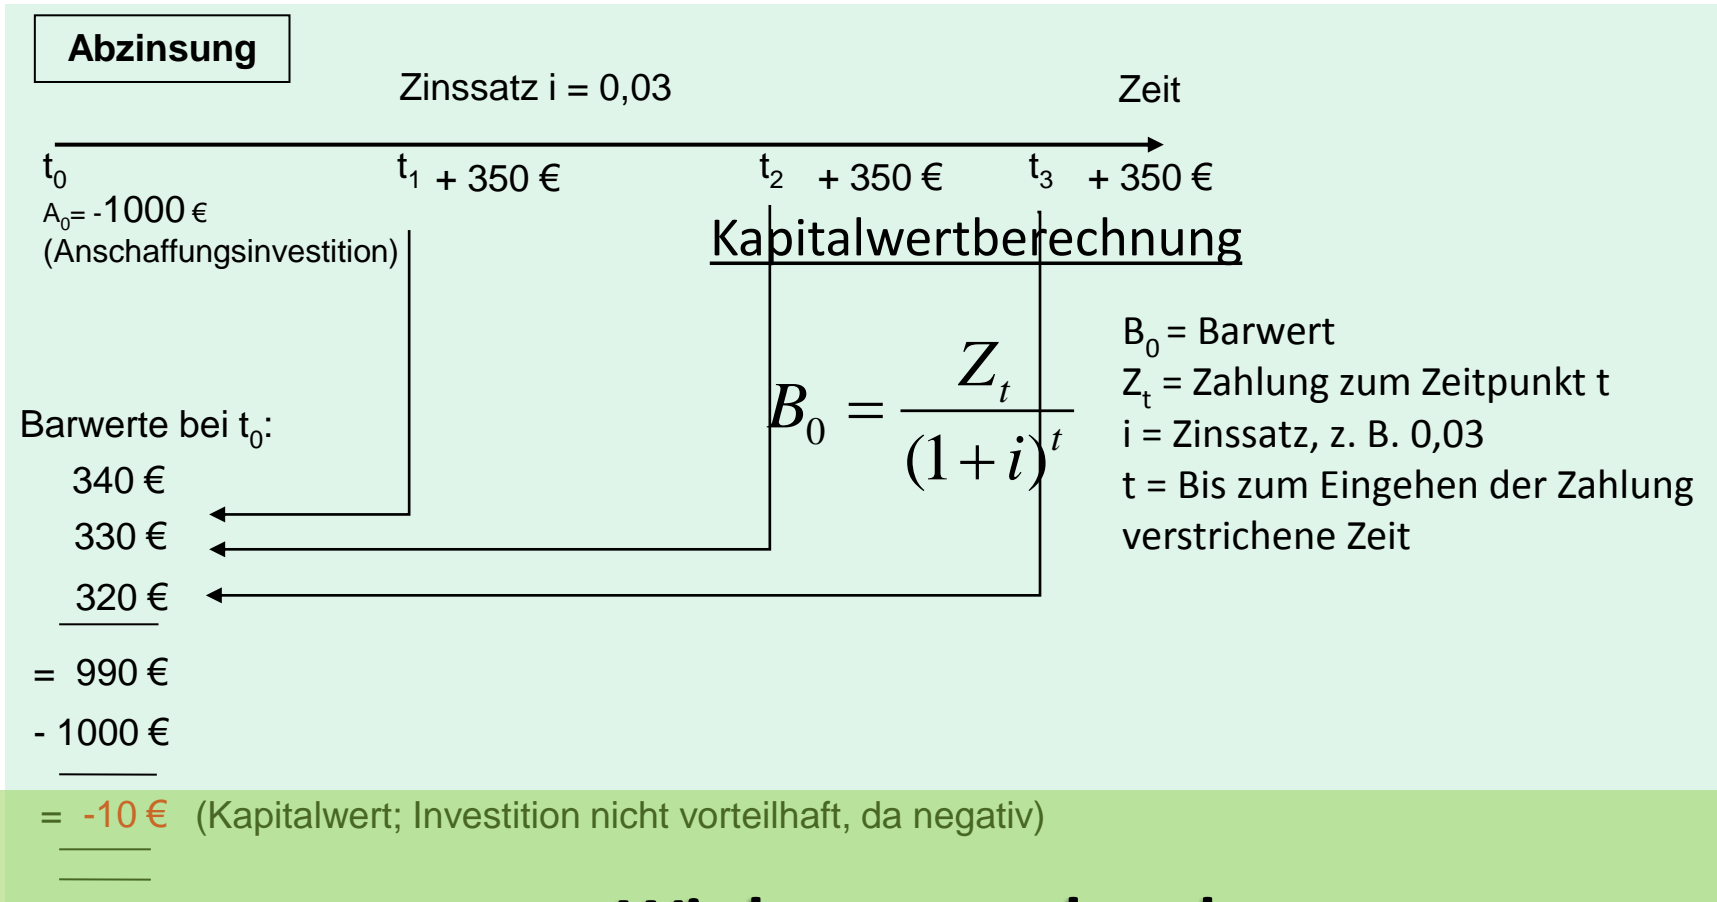 Abzinsung
Zinssatz i = 0,03
Zeit
t₀
t₁ + 350 €
t₂ + 350 €
t₃ + 350 €
A₀= -1000 €
(Anschaffungsinvestition)
Kapitalwertberechnung
B₀ = Z_t / (1+i)^t
B₀ = Barwert
Z_t = Zahlung zum Zeitpunkt t
i = Zinssatz, z. B. 0,03
t = Bis zum Eingehen der Zahlung
verstrichene Zeit
Barwerte bei t₀:
340 €
330 €
320 €
= 990 €
- 1000 €
= -10 € (Kapitalwert; Investition nicht vorteilhaft, da negativ)